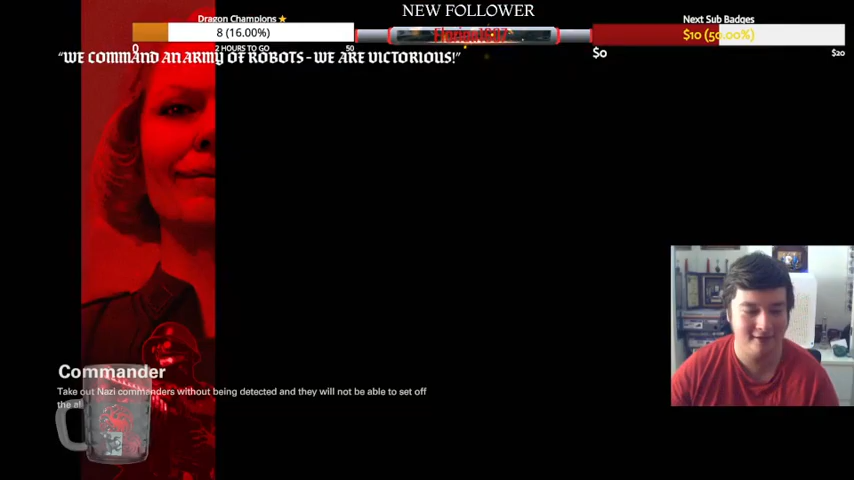 NEW FOLLOWER
Dragon Champions
Next Sub Badges
8 (16.00%)
$10 (50.00%)
0
2 HOURS TO GO
50
$0
$20
“WE COMMAND AN ARMY OF ROBOTS - WE ARE VICTORIOUS!”
Commander
Take out Nazi commanders without being detected and they will not be able to set off
the al